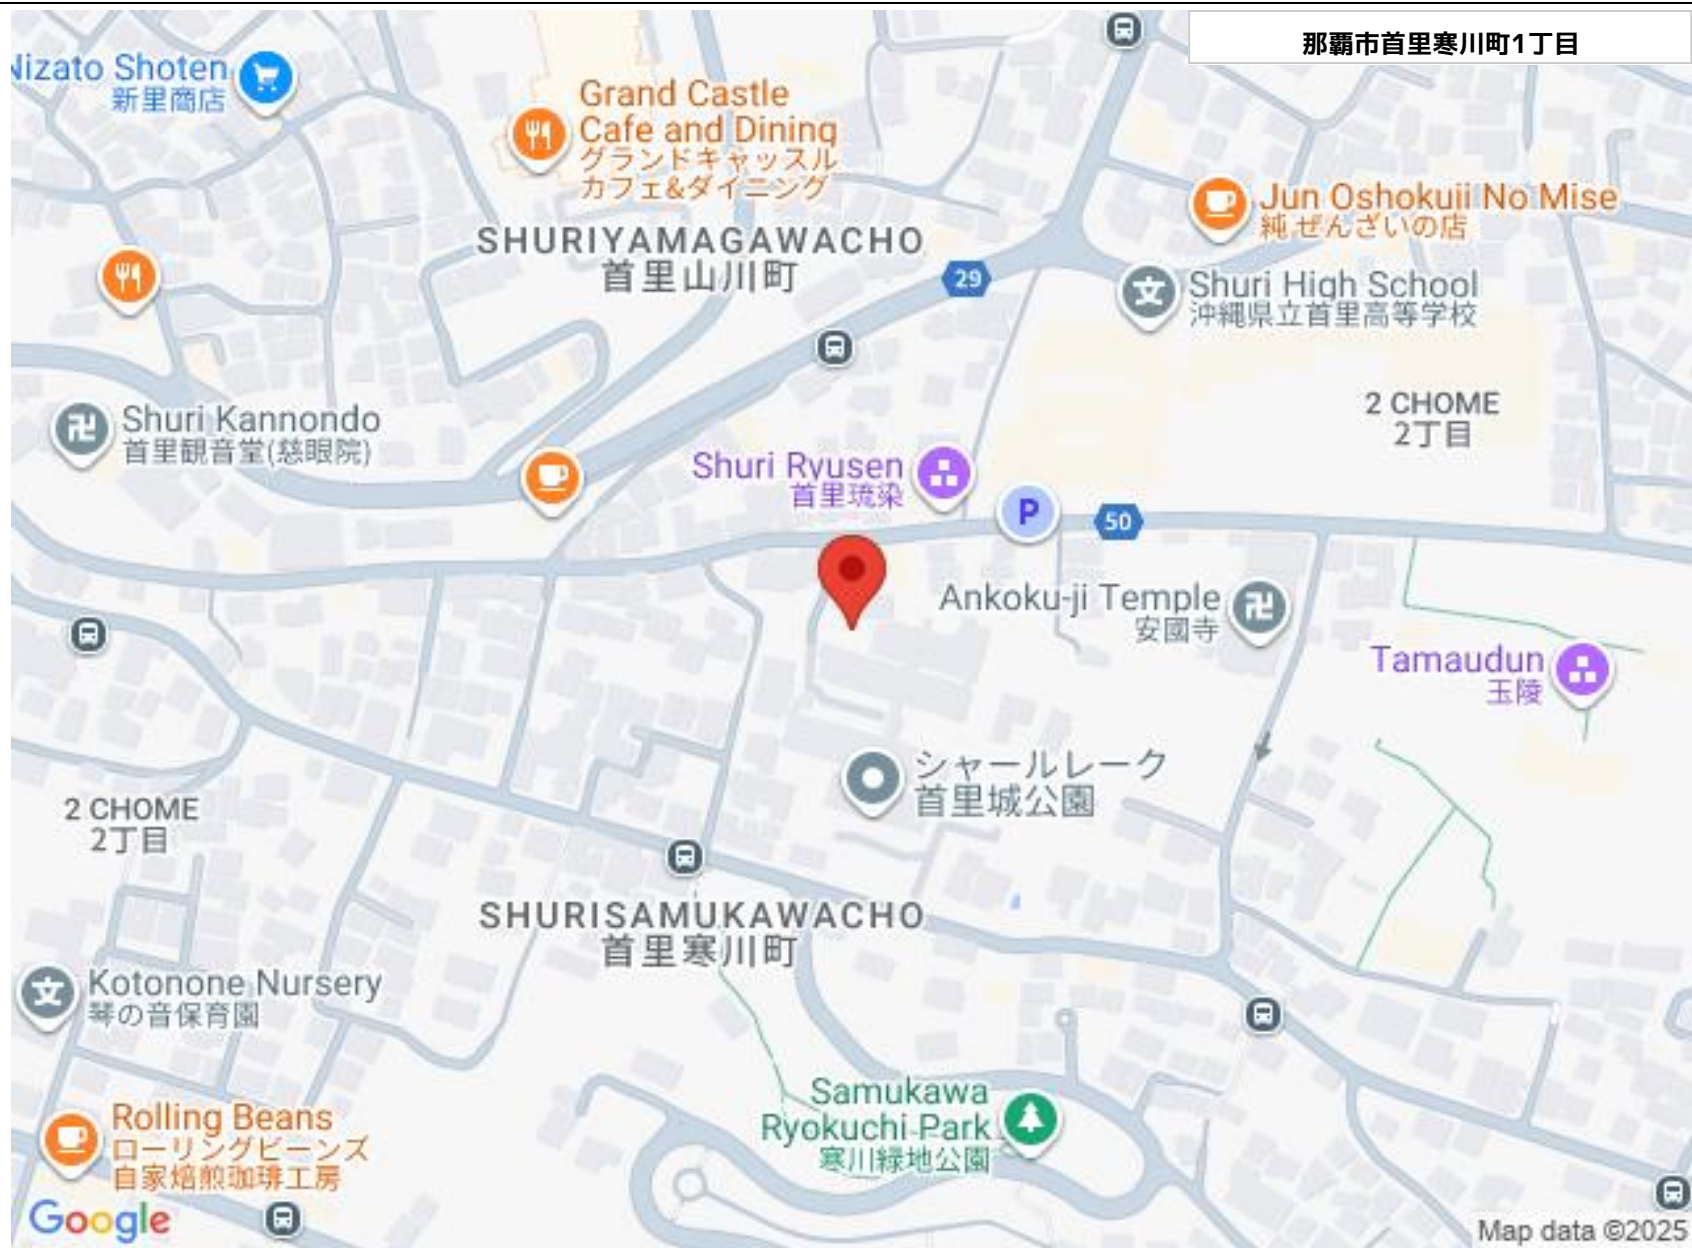 那覇市首里寒川町1丁目
Nizato Shoten
新里商店
Grand Castle
Cafe and Dining
グランドキャッスル
カフェ&ダイニング
Jun Oshokuji No Mise
純 ぜんざいの店
SHURIYAMAGAWACHO
首里山川町
29
Shuri High School
沖縄県立首里高等学校
2 CHOME
2丁目
Shuri Kannondo
首里観音堂(慈眼院)
Shuri Ryusen
首里琉染
P
50
Ankoku-ji Temple
安國寺
Tamaudun
玉陵
シャールレーク
首里城公園
2 CHOME
2丁目
SHURISAMUKAWACHO
首里寒川町
Kotonone Nursery
琴の音保育園
Samukawa
Ryokuchi Park
寒川緑地公園
Rolling Beans
ローリングビーンズ
自家焙煎珈琲工房
Google
Map data ©2025